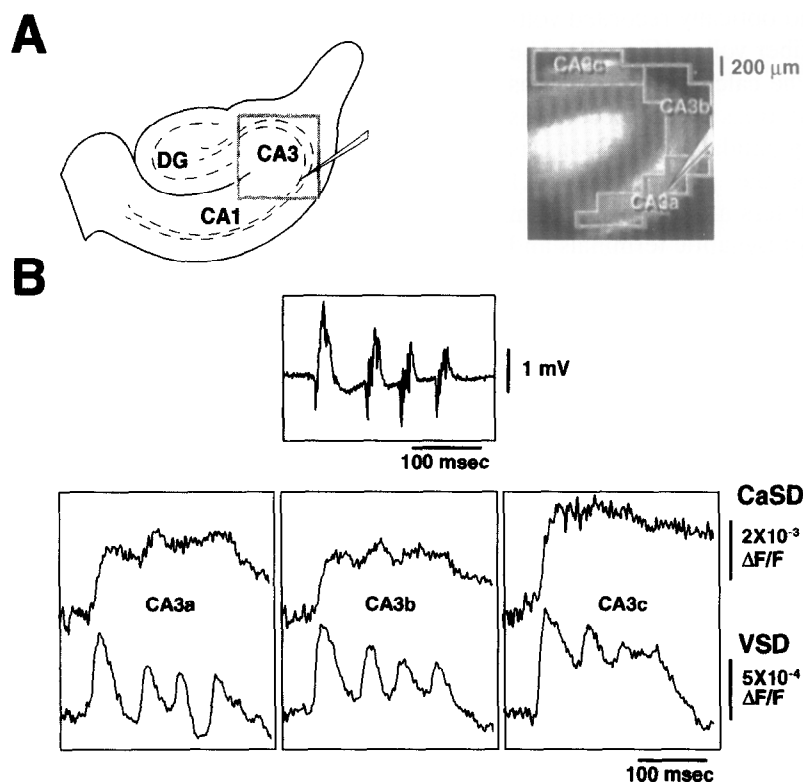 A
DG
CA3
CA1
CA3c
CA3b
CA3a
200 μm
B
1 mV
100 msec
CaSD
2X10⁻³
ΔF/F
CA3a
CA3b
CA3c
VSD
5X10⁻⁴
ΔF/F
100 msec